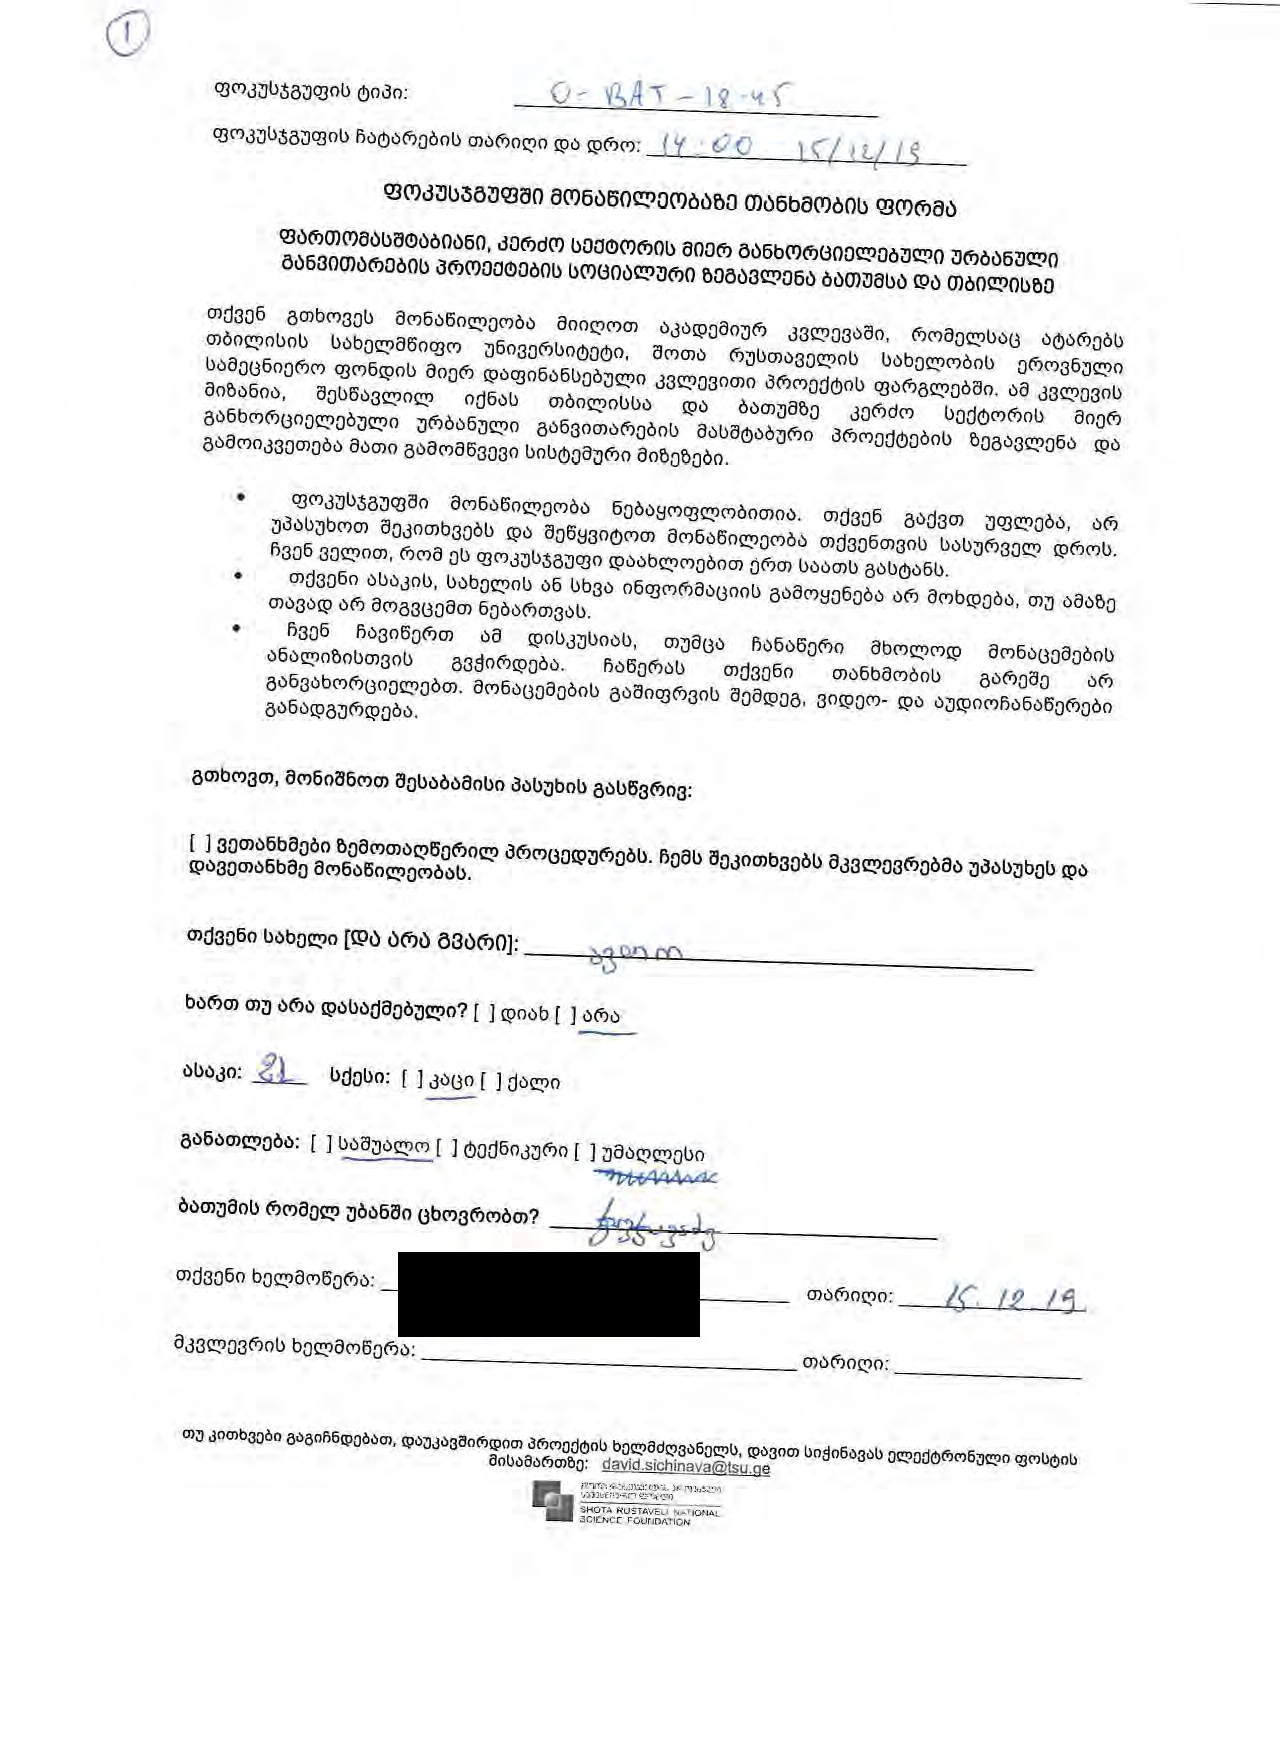 1
ფოკუსჯგუფის ტიპი: O-BAT-18-45
ფოკუსჯგუფის ჩატარების თარიღი და დრო: 14:00 15/12/19
ფოკუსჯგუფში მონაწილეობაზე თანხმობის ფორმა
ფართომასშტაბიანი, კერძო სექტორის მიერ განხორციელებული ურბანული
განვითარების პროექტების სოციალური ზეგავლენა ბათუმსა და თბილისზე
თქვენ გთხოვეს მონაწილეობა მიიღოთ აკადემიურ კვლევაში, რომელსაც ატარებს
თბილისის სახელმწიფო უნივერსიტეტი, შოთა რუსთაველის სახელობის ეროვნული
სამეცნიერო ფონდის მიერ დაფინანსებული კვლევითი პროექტის ფარგლებში. ამ კვლევის
მიზანია, შესწავლილ იქნას თბილისსა და ბათუმზე კერძო სექტორის მიერ
განხორციელებული ურბანული განვითარების მასშტაბური პროექტების ზეგავლენა და
გამოიკვეთება მათი გამომწვევი სისტემური მიზეზები.
• ფოკუსჯგუფში მონაწილეობა ნებაყოფლობითია. თქვენ გაქვთ უფლება, არ
უპასუხოთ შეკითხვებს და შეწყვიტოთ მონაწილეობა თქვენთვის სასურველ დროს.
ჩვენ ველით, რომ ეს ფოკუსჯგუფი დაახლოებით ერთ საათს გასტანს.
• თქვენი ასაკის, სახელის ან სხვა ინფორმაციის გამოყენება არ მოხდება, თუ ამაზე
თავად არ მოგვცემთ ნებართვას.
• ჩვენ ჩავიწერთ ამ დისკუსიას, თუმცა ჩანაწერი მხოლოდ მონაცემების
ანალიზისთვის გვჭირდება. ჩაწერას თქვენი თანხმობის გარეშე არ
განვახორციელებთ. მონაცემების გაშიფრვის შემდეგ, ვიდეო- და აუდიოჩანაწერები
განადგურდება.
გთხოვთ, მონიშნოთ შესაბამისი პასუხის გასწვრივ:
[ ] ვეთანხმები ზემოთაღწერილ პროცედურებს. ჩემს შეკითხვებს მკვლევრებმა უპასუხეს და
დავეთანხმე მონაწილეობას.
თქვენი სახელი [ᲓᲐ ᲐᲠᲐ ᲒᲕᲐᲠᲘ]:
ხართ თუ არა დასაქმებული? [ ] დიახ [ ] არა
ასაკი: 21 სქესი: [ ] კაცი [ ] ქალი
განათლება: [ ] საშუალო [ ] ტექნიკური [ ] უმაღლესი
ბათუმის რომელ უბანში ცხოვრობთ?
თქვენი ხელმოწერა: თარიღი: 15.12.19
მკვლევრის ხელმოწერა: თარიღი:
თუ კითხვები გაგიჩნდებათ, დაუკავშირდით პროექტის ხელმძღვანელს, დავით სიჭინავას ელექტრონული ფოსტის
მისამართზე: david.sichinava@tsu.ge
SHOTA RUSTAVELI NATIONAL
SCIENCE FOUNDATION